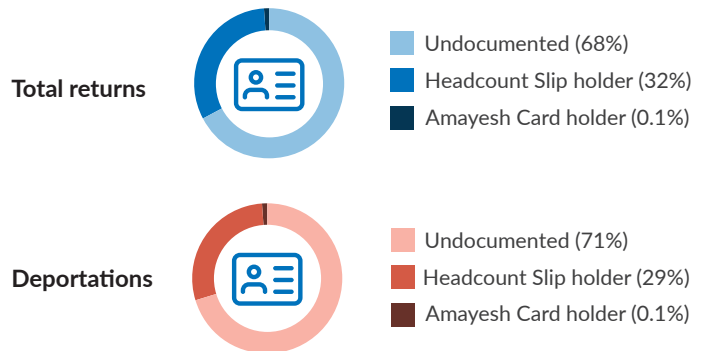 Total returns
Undocumented (68%)
Headcount Slip holder (32%)
Amayesh Card holder (0.1%)
Deportations
Undocumented (71%)
Headcount Slip holder (29%)
Amayesh Card holder (0.1%)